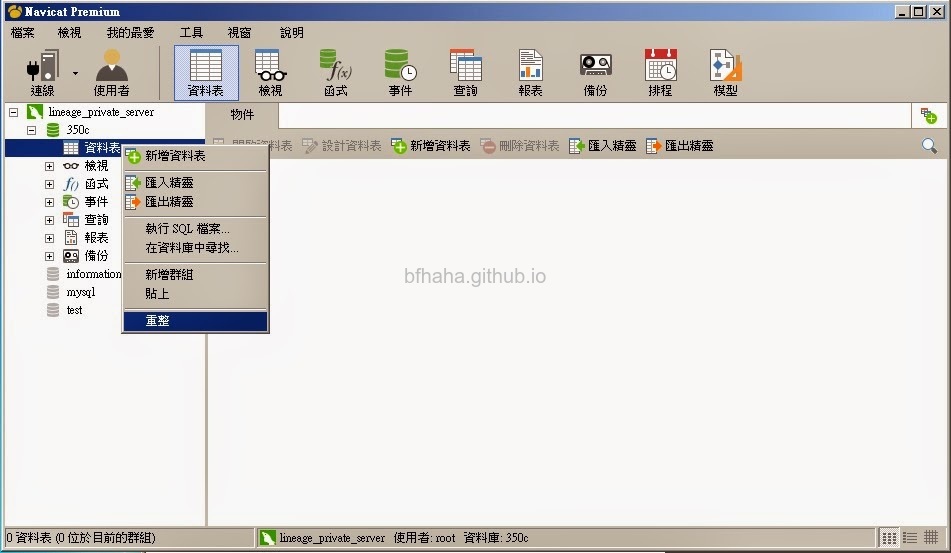 Navicat Premium
檔案 檢視 我的最愛 工具 視窗 說明
連線 使用者 資料表 檢視 函式 事件 查詢 報表 備份 排程 模型
lineage_private_server
物件
350c
開啟資料表 設計資料表 新增資料表 刪除資料表 匯入精靈 匯出精靈
資料表
檢視
函式
事件
查詢
報表
備份
information
mysql
test
新增資料表
匯入精靈
匯出精靈
執行 SQL 檔案...
在資料庫中尋找...
新增群組
貼上
重整
bfhaha.github.io
0 資料表 (0 位於目前的群組) lineage_private_server 使用者: root 資料庫: 350c